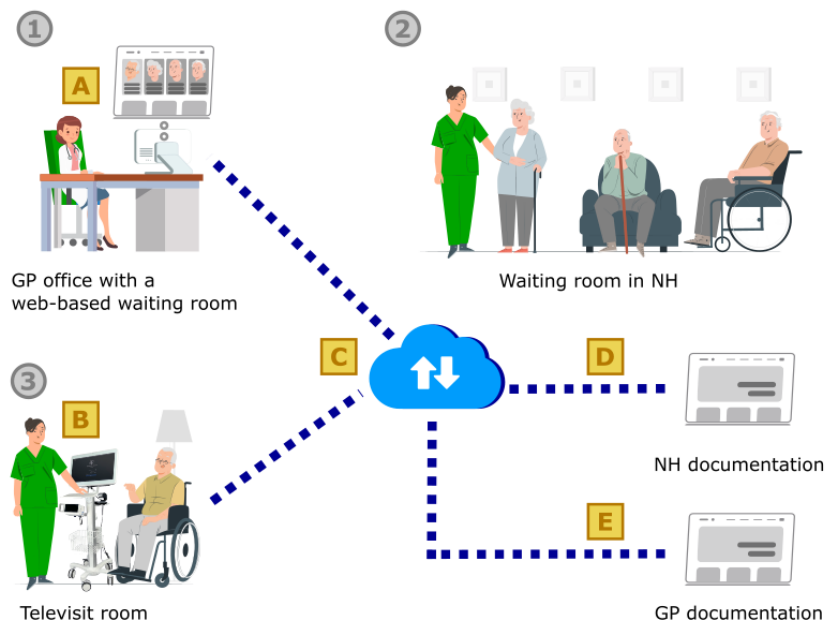 1
2
A
GP office with a
web-based waiting room
Waiting room in NH
3
C
D
B
NH documentation
E
Televisit room
GP documentation